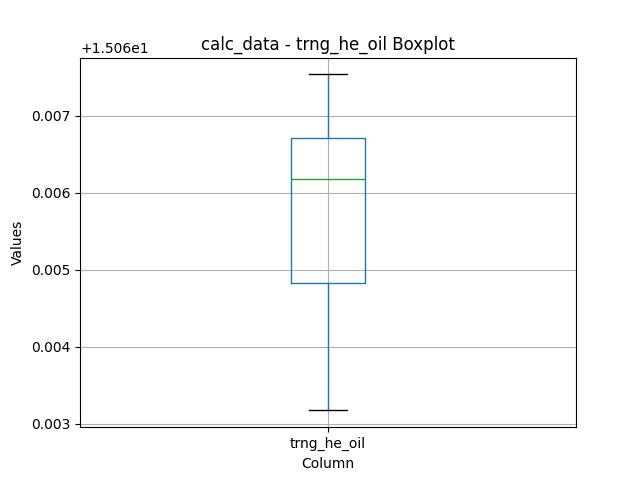 calc_data - trng_he_oil Boxplot
+1.506e1
0.007
0.006
0.005
0.004
0.003
Values
trng_he_oil
Column